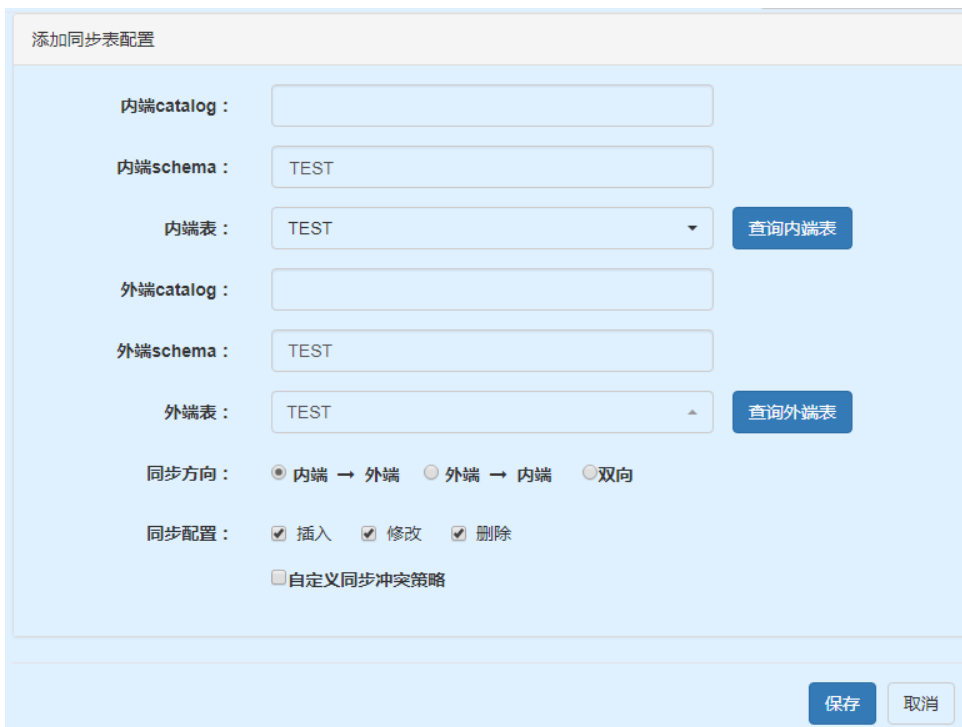 添加同步表配置
内端catalog：
内端schema： TEST
内端表： TEST 查询内端表
外端catalog：
外端schema： TEST
外端表： TEST 查询外端表
同步方向： 内端 → 外端 外端 → 内端 双向
同步配置： 插入 修改 删除
自定义同步冲突策略
保存 取消